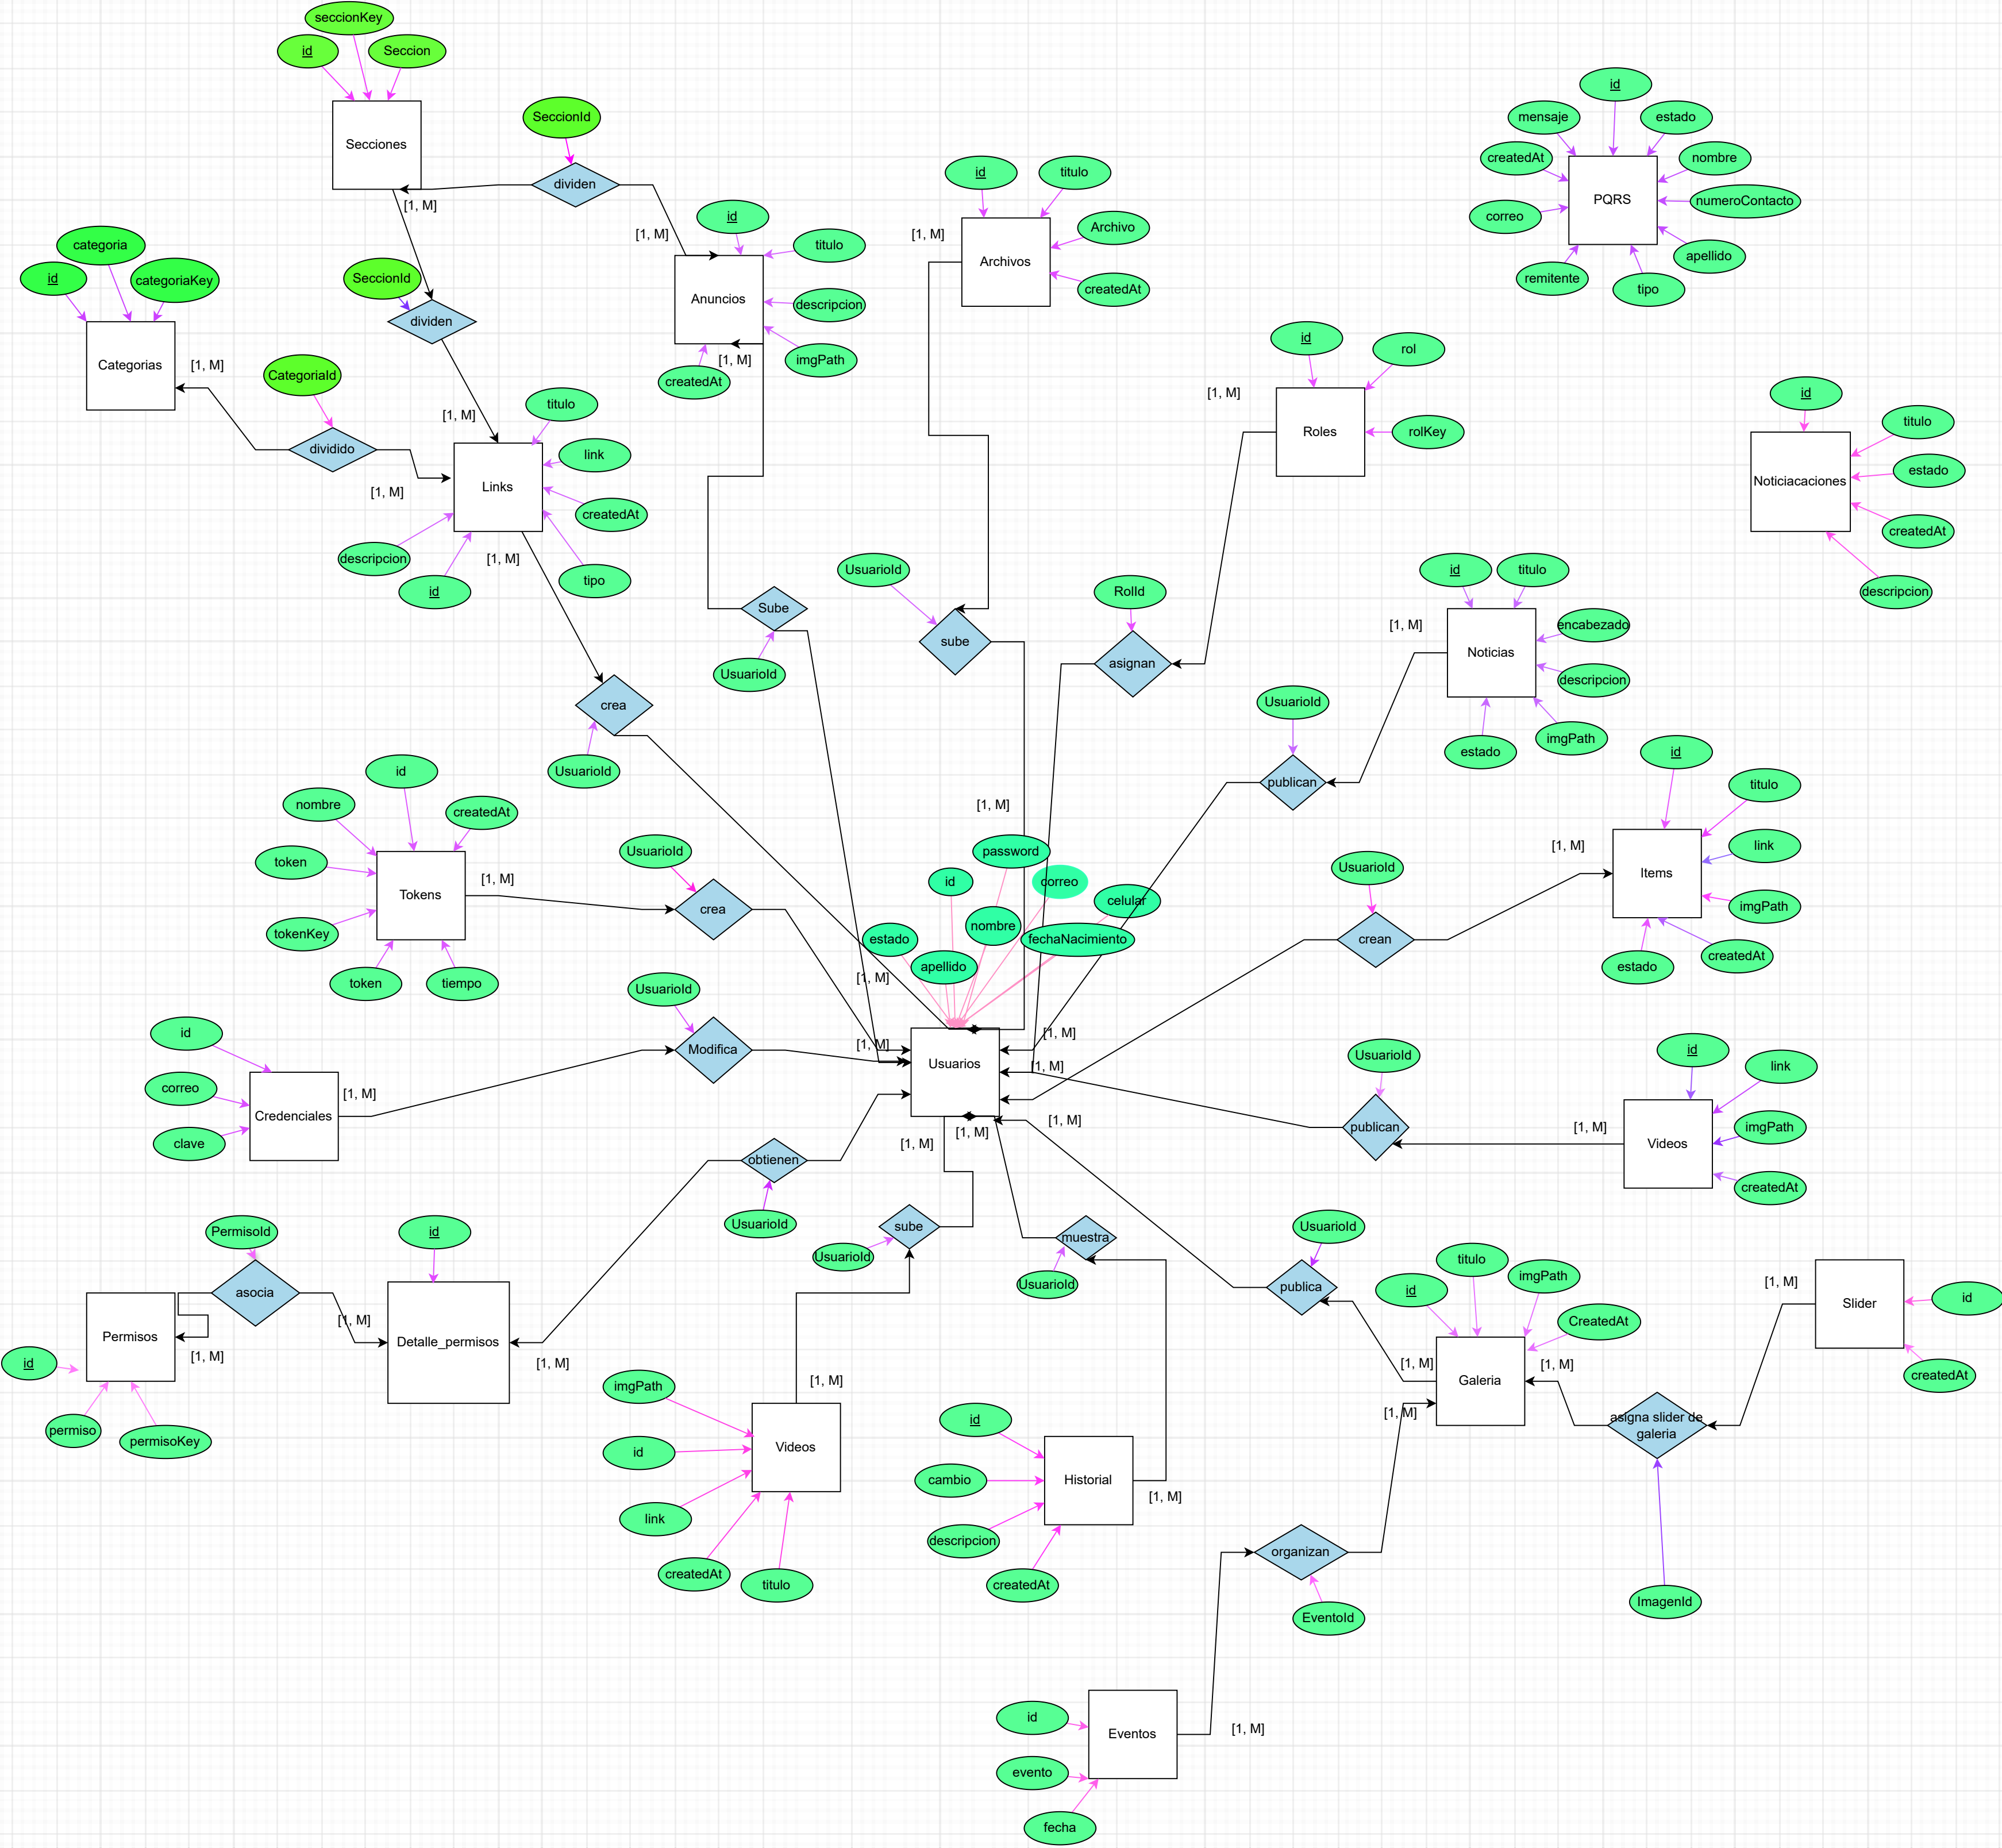 seccionKey
id
Seccion
Secciones
SeccionId
dividen
[1, M]
[1, M]
id
titulo
Anuncios
descripcion
imgPath
createdAt
[1, M]
categoria
id
categoriaKey
Categorias
[1, M]
SeccionId
dividen
CategoriaId
dividido
[1, M]
[1, M]
titulo
link
Links
createdAt
descripcion
id
tipo
[1, M]
id
titulo
[1, M]
Archivo
Archivos
createdAt
id
mensaje
estado
createdAt
nombre
PQRS
numeroContacto
correo
apellido
remitente
tipo
id
rol
[1, M]
Roles
rolKey
id
titulo
Noticiacaciones
estado
createdAt
descripcion
Sube
UsuarioId
UsuarioId
sube
RolId
asignan
id
titulo
[1, M]
encabezado
Noticias
descripcion
estado
imgPath
crea
UsuarioId
UsuarioId
publican
id
titulo
[1, M]
link
Items
imgPath
createdAt
estado
UsuarioId
crean
id
nombre
createdAt
token
Tokens
[1, M]
tokenKey
token
tiempo
UsuarioId
crea
[1, M]
password
id
correo
celular
nombre
estado
fechaNacimiento
apellido
[1, M]
UsuarioId
Modifica
[1, M]
[1, M]
Usuarios
[1, M]
id
correo
Credenciales
clave
[1, M]
[1, M]
[1, M]
[1, M]
UsuarioId
publican
[1, M]
id
link
Videos
imgPath
createdAt
obtienen
UsuarioId
sube
UsuarioId
muestra
UsuarioId
UsuarioId
publica
PermisoId
asocia
id
[1, M]
Permisos
[1, M]
Detalle_permisos
[1, M]
id
permiso
permisoKey
id
titulo
imgPath
CreatedAt
[1, M]
Galeria
[1, M]
[1, M]
[1, M]
Slider
id
createdAt
asigna slider de
galeria
ImagenId
imgPath
[1, M]
id
Videos
link
createdAt
titulo
id
cambio
Historial
[1, M]
descripcion
createdAt
organizan
EventoId
id
Eventos
[1, M]
evento
fecha